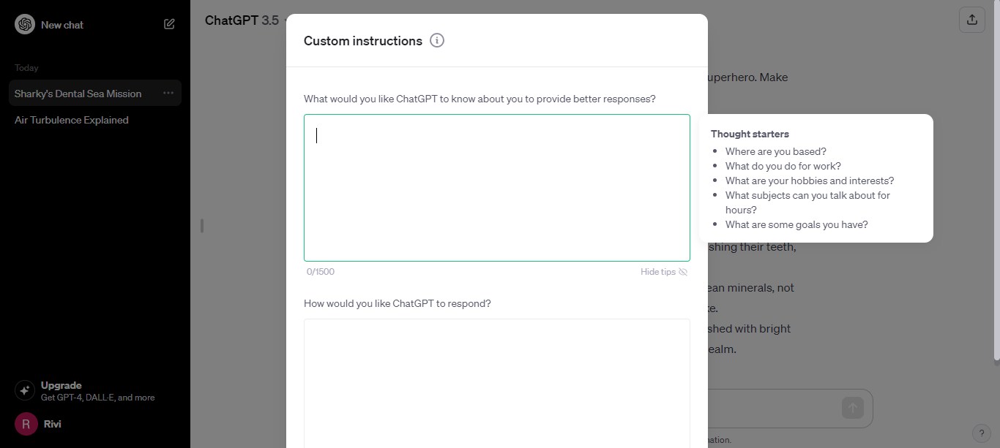 New chat
Today
Sharky's Dental Sea Mission
Air Turbulence Explained
Upgrade
Get GPT-4, DALL·E, and more
R
Rivi
ChatGPT 3.5
Custom instructions
What would you like ChatGPT to know about you to provide better responses?
0/1500
Hide tips
How would you like ChatGPT to respond?
Thought starters
Where are you based?
What do you do for work?
What are your hobbies and interests?
What subjects can you talk about for
hours?
What are some goals you have?
uperhero. Make
shing their teeth,
ean minerals, not
ke.
shed with bright
ealm.
nation.
?